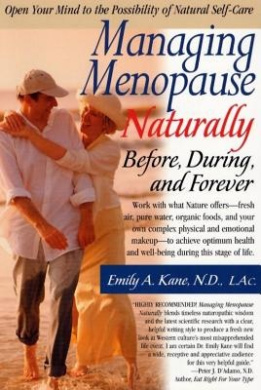 Open Your Mind to the Possibility of Natural Self-Care
Managing
Menopause
Naturally
Before, During,
and Forever
Work with what Nature offers—fresh
air, pure water, organic foods, and your
own complex physical and emotional
makeup—to achieve optimum health
and well-being during this stage of life.
Emily A. Kane, N.D., L.Ac.
"HIGHLY RECOMMENDED! Managing Menopause
Naturally blends timeless naturopathic wisdom
and the latest scientific research with a clear,
helpful writing style to produce a fresh new
look at Western culture's most misapprehended
life event. I am certain Dr. Emily Kane will find
a wide, receptive and appreciative audience
for this very helpful guide."
—Peter J. D'Adamo, N.D.
Author, Eat Right For Your Type